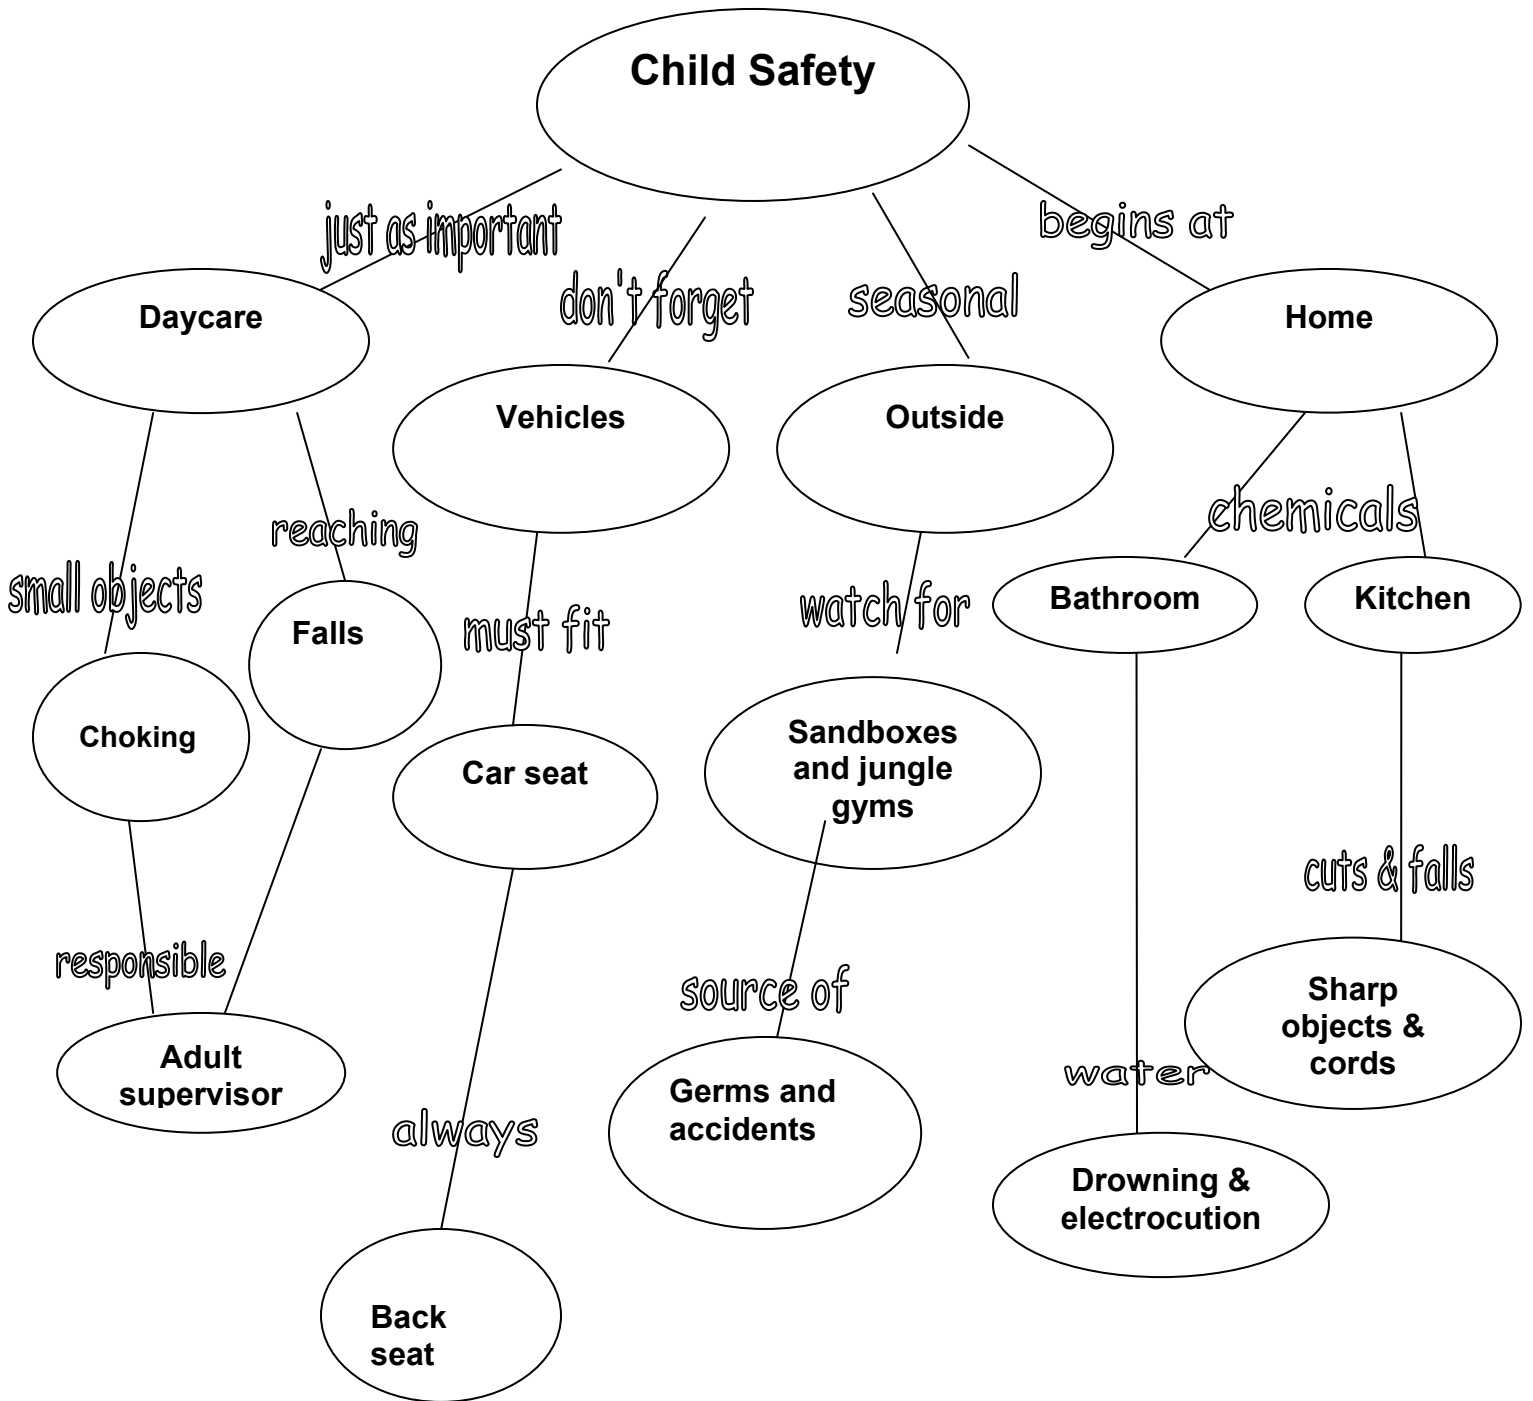 Child Safety
just as important
begins at
don't forget
seasonal
Daycare
Home
Vehicles
Outside
chemicals
reaching
small objects
must fit
watch for
Bathroom
Kitchen
Falls
Choking
Car seat
Sandboxes
and jungle
gyms
cuts & falls
responsible
source of
Sharp
objects &
cords
Adult
supervisor
water
always
Germs and
accidents
Drowning &
electrocution
Back
seat